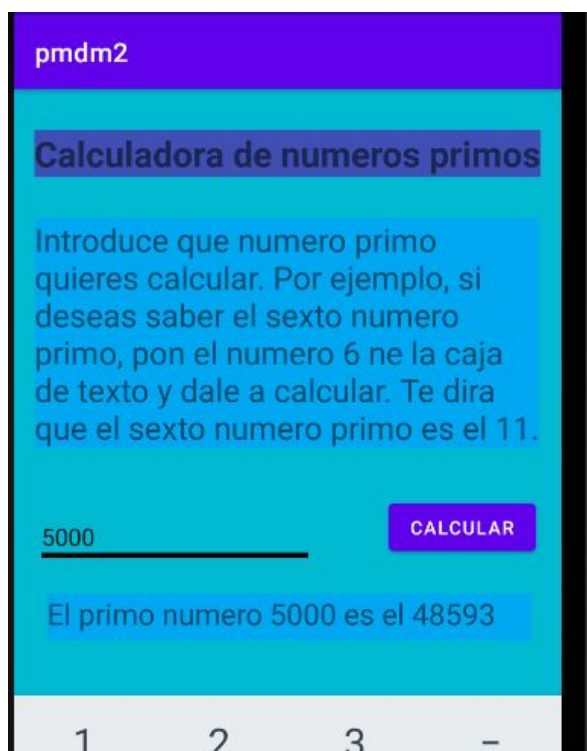 pmdm2
Calculadora de numeros primos
Introduce que numero primo
quieres calcular. Por ejemplo, si
deseas saber el sexto numero
primo, pon el numero 6 ne la caja
de texto y dale a calcular. Te dira
que el sexto numero primo es el 11.
5000
CALCULAR
El primo numero 5000 es el 48593
1 2 3 −